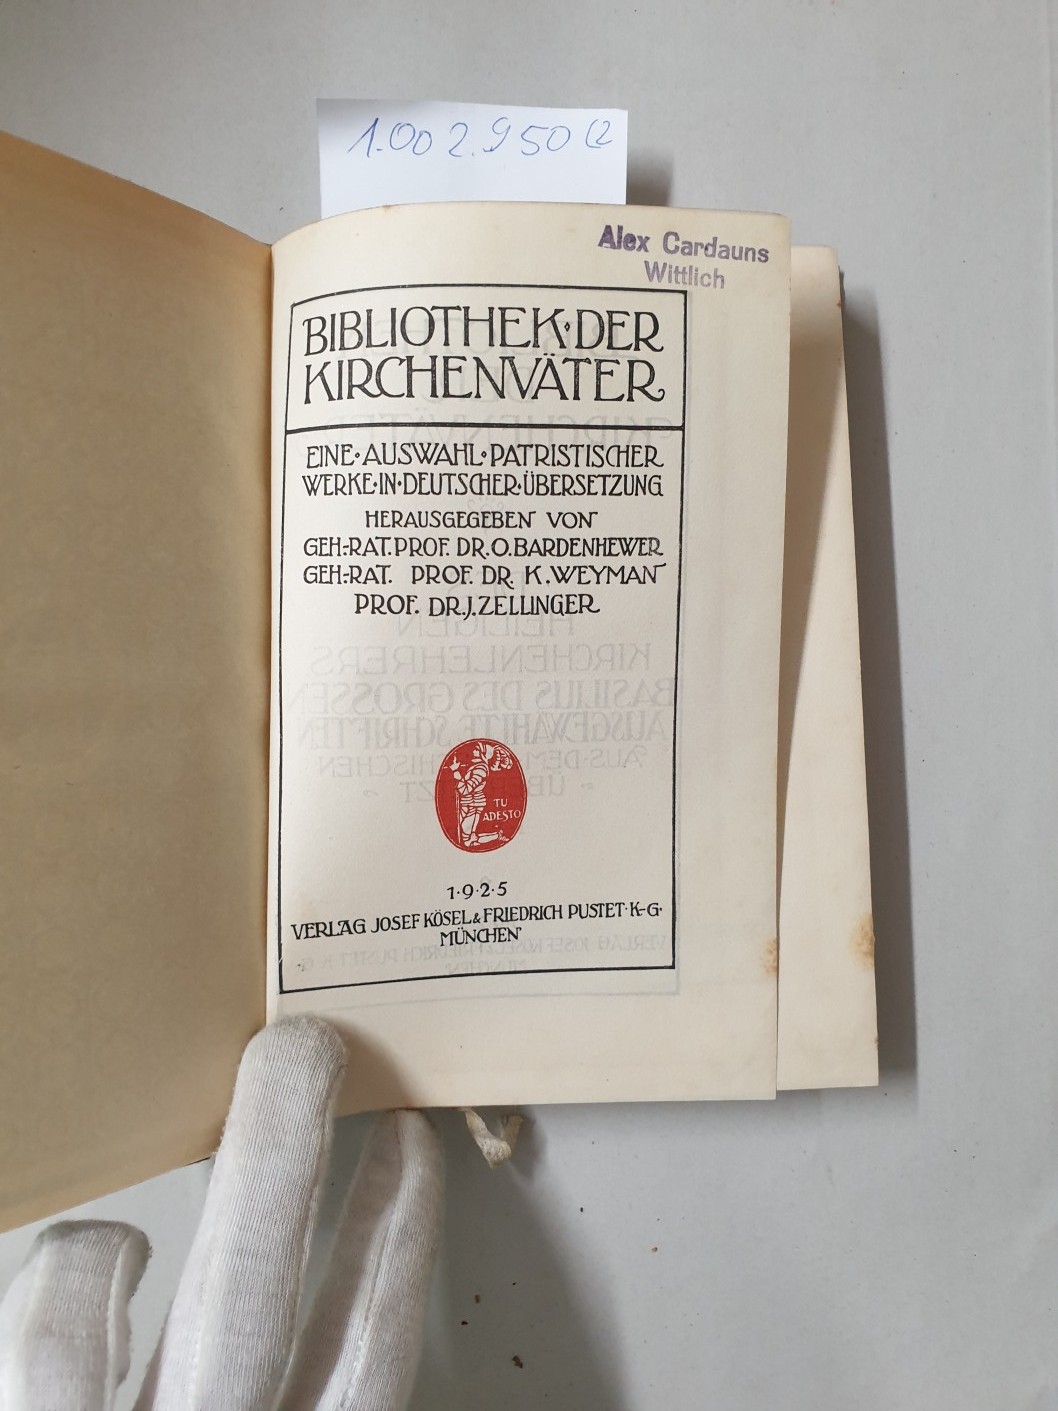 1.002.950 (2
Alex Cardauns
Wittlich
BIBLIOTHEK·DER
KIRCHENVÄTER
EINE·AUSWAHL·PATRISTISCHER
WERKE·IN·DEUTSCHER·ÜBERSETZUNG
HERAUSGEGEBEN VON
GEH.-RAT.PROF. DR.O.BARDENHEWER
GEH.-RAT. PROF. DR. K.WEYMAN
PROF. DR.J.ZELLINGER
TU
ADESTO
1·9·2·5
VERLAG JOSEF KÖSEL & FRIEDRICH PUSTET·K-G·
MÜNCHEN